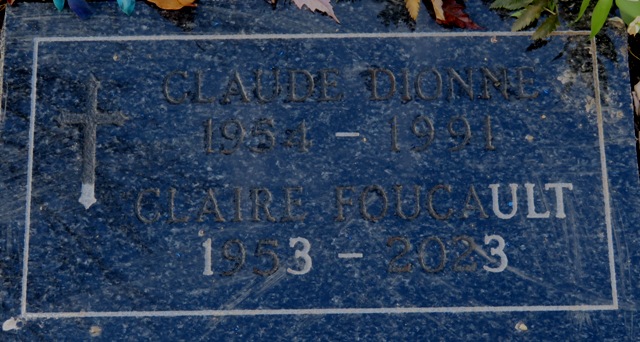 CLAUDE DIONNE
1954 - 1991
CLAIRE FOUCAULT
1953 - 2023